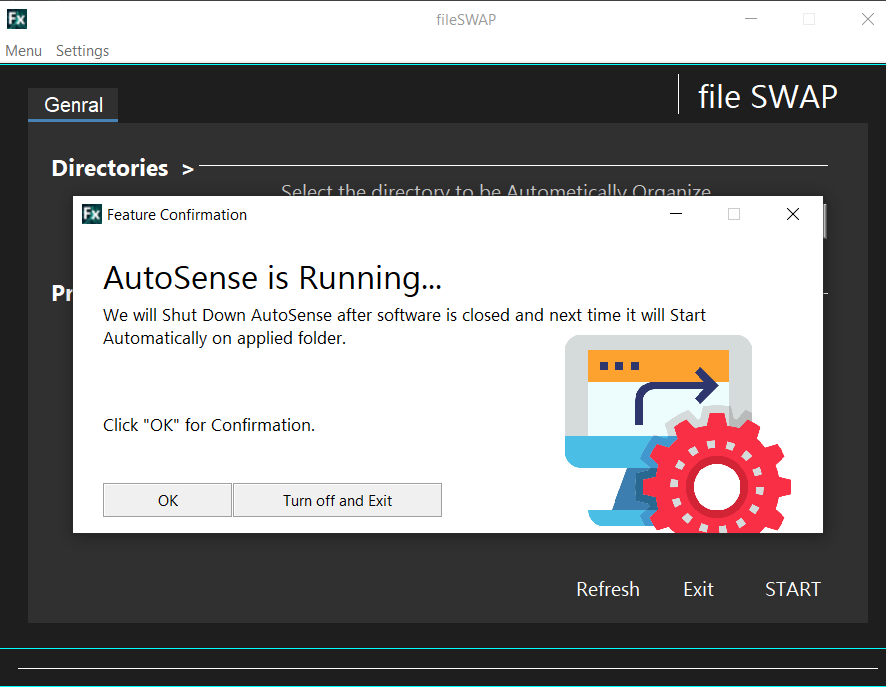 Fx fileSWAP
Menu Settings
Genral
file SWAP
Directories >
Select the directory to be Autometically Organize
Fx Feature Confirmation
AutoSense is Running...
We will Shut Down AutoSense after software is closed and next time it will Start
Automatically on applied folder.
Click "OK" for Confirmation.
OK Turn off and Exit
Refresh Exit START